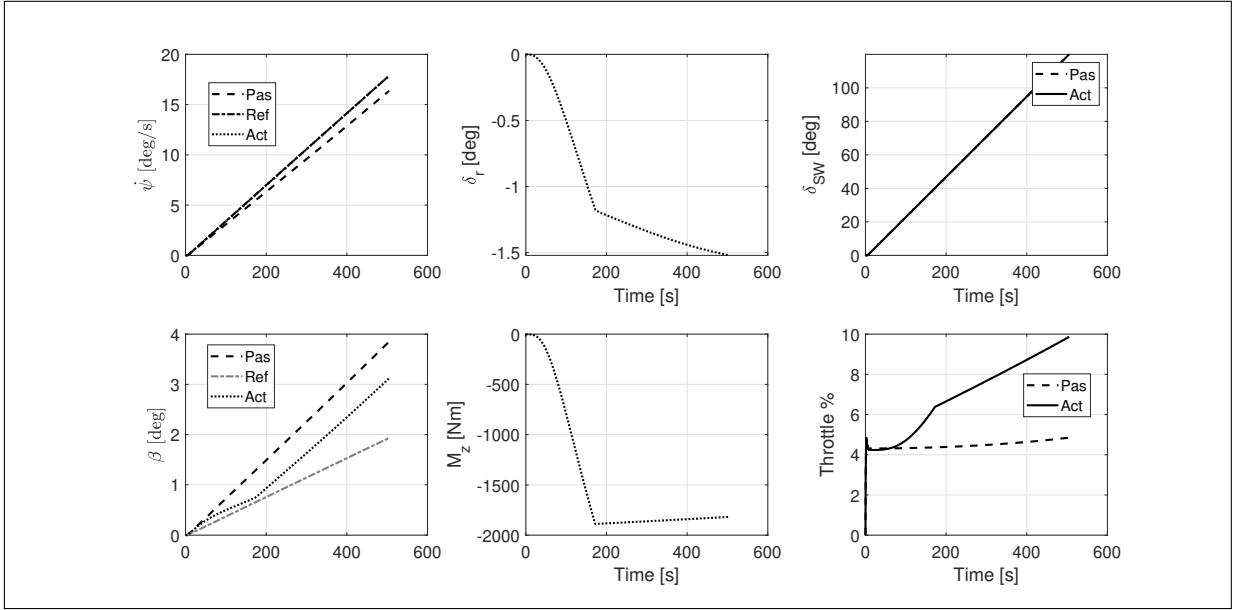 20
15
10
5
0
ψ̇ [deg/s]
Pas
Ref
Act
0 200 400 600
0
-0.5
-1
-1.5
δr [deg]
0 200 400 600
Time [s]
100
80
60
40
20
0
δSW [deg]
Pas
Act
0 200 400 600
Time [s]
4
3
2
1
0
β [deg]
Pas
Ref
Act
0 200 400 600
0
-500
-1000
-1500
-2000
Mz [Nm]
0 200 400 600
Time [s]
10
8
6
4
2
0
Throttle %
Pas
Act
0 200 400 600
Time [s]